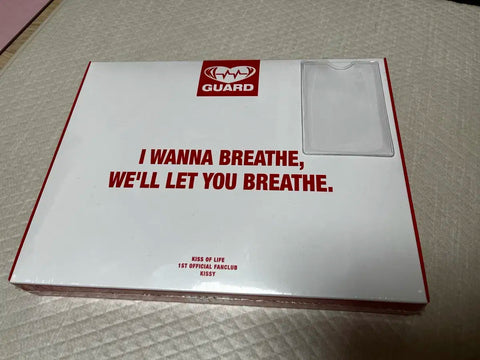 GUARD
I WANNA BREATHE,
WE'LL LET YOU BREATHE.
KISS OF LIFE
1ST OFFICIAL FANCLUB
KISSY